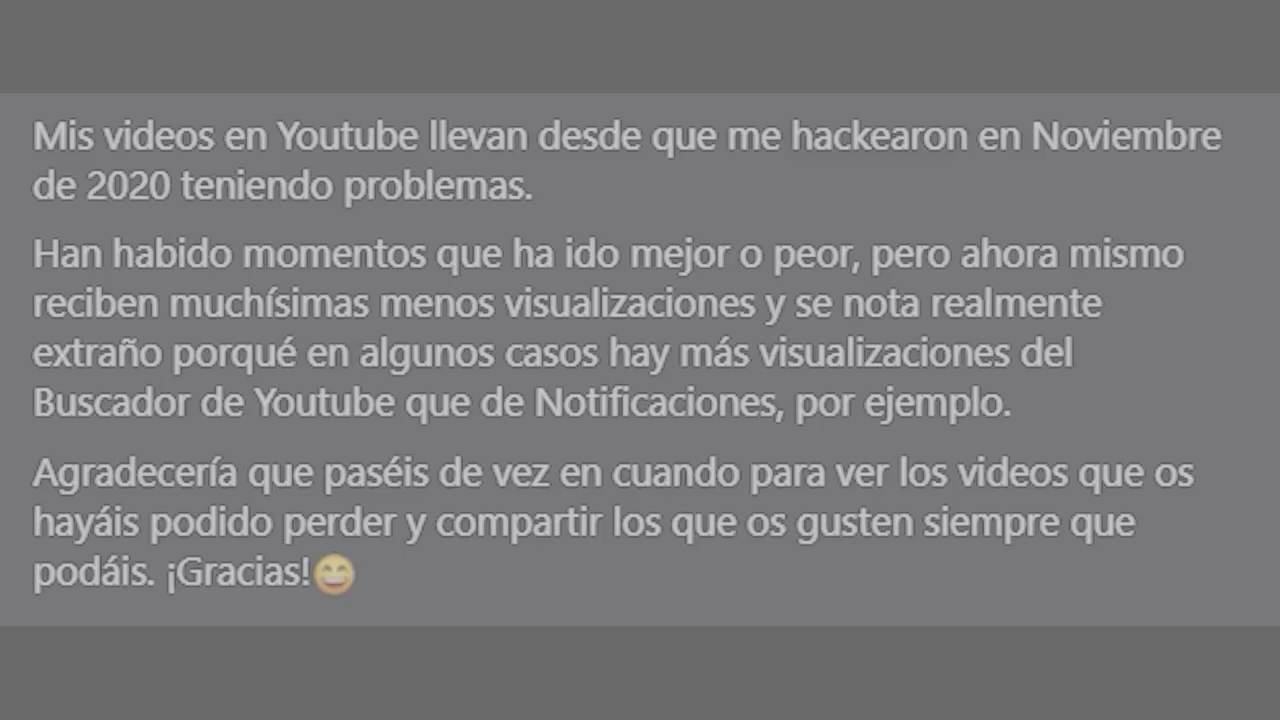 Mis videos en Youtube llevan desde que me hackearon en Noviembre
de 2020 teniendo problemas.
Han habido momentos que ha ido mejor o peor, pero ahora mismo
reciben muchísimas menos visualizaciones y se nota realmente
extraño porqué en algunos casos hay más visualizaciones del
Buscador de Youtube que de Notificaciones, por ejemplo.
Agradecería que paséis de vez en cuando para ver los videos que os
hayáis podido perder y compartir los que os gusten siempre que
podáis. ¡Gracias!😄